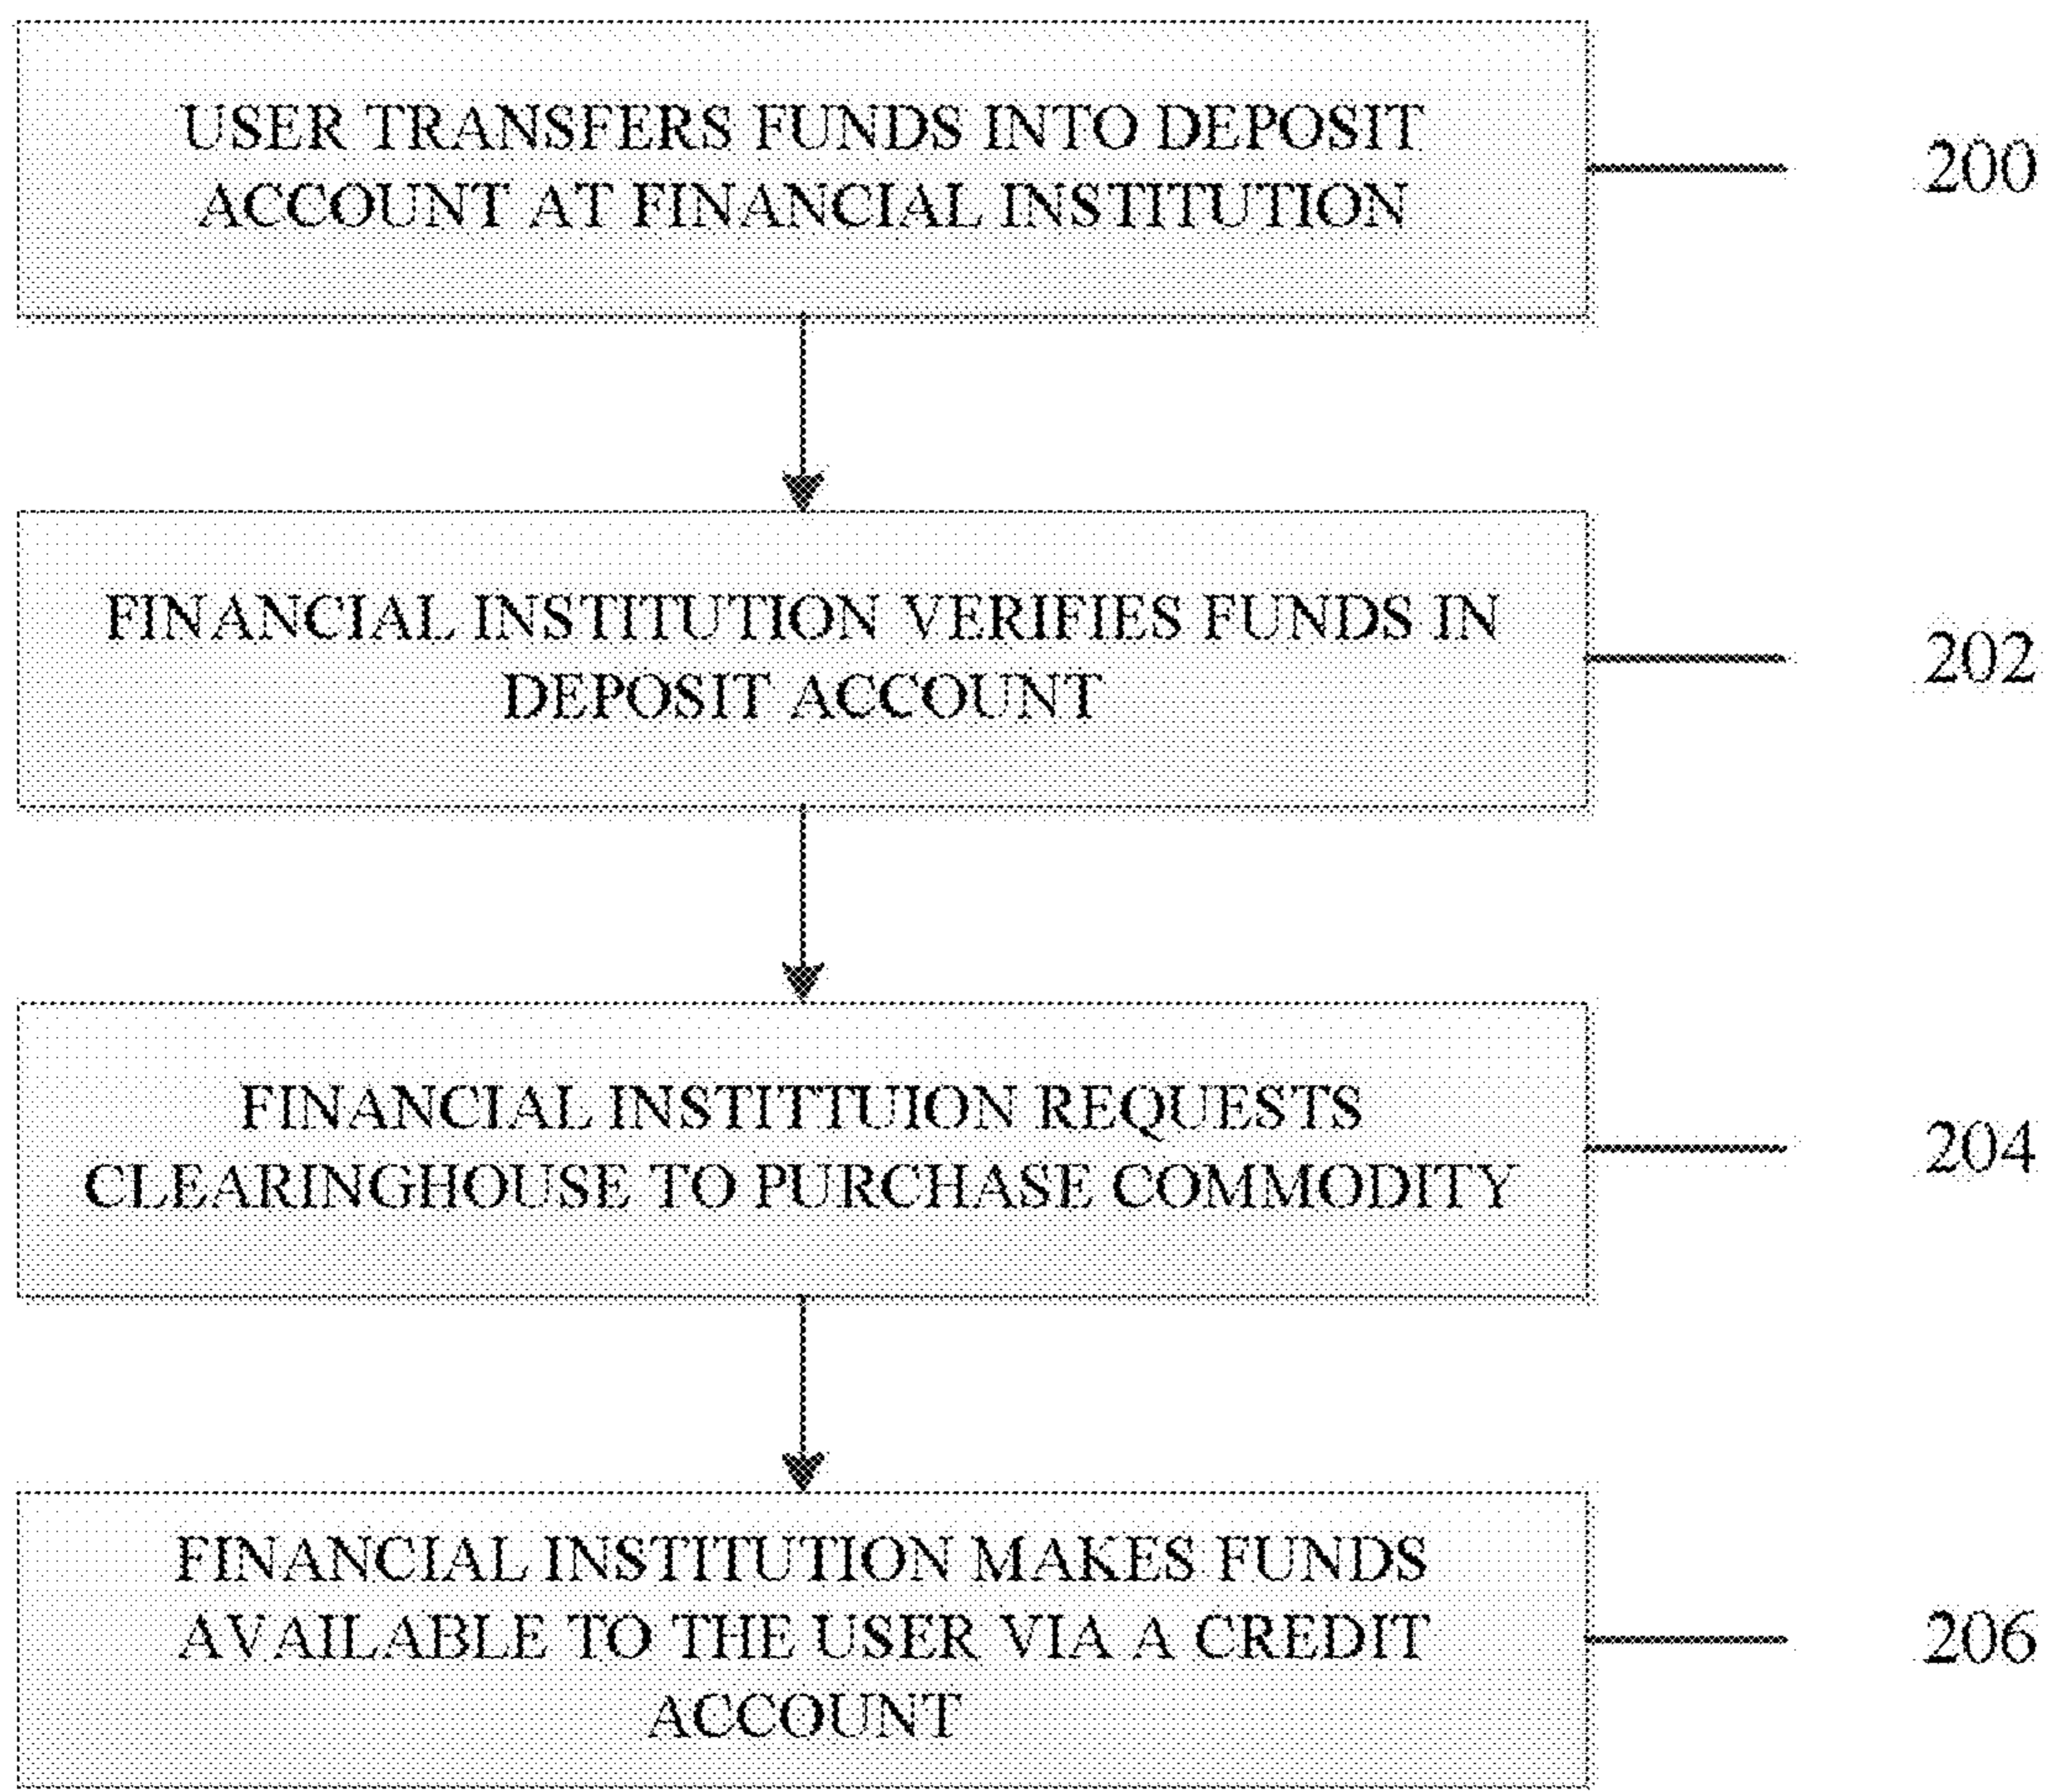 USER TRANSFERS FUNDS INTO DEPOSIT
ACCOUNT AT FINANCIAL INSTITUTION
200
FINANCIAL INSTITUTION VERIFIES FUNDS IN
DEPOSIT ACCOUNT
202
FINANCIAL INSTITTUION REQUESTS
CLEARINGHOUSE TO PURCHASE COMMODITY
204
FINANCIAL INSTITUTION MAKES FUNDS
AVAILABLE TO THE USER VIA A CREDIT
ACCOUNT
206